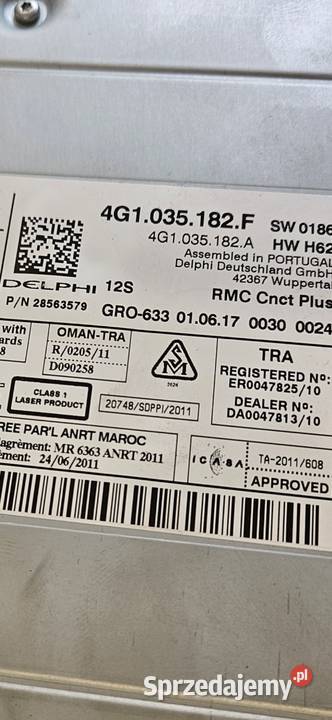 4G1.035.182.F SW 0186
4G1.035.182.A HW H62
Assembled in PORTUGAL
Delphi Deutschland GmbH
42367 Wuppertal
DELPHI 12S RMC Cnct Plus
P/N 28563579 GRO-633 01.06.17 0030 0024
with
8
OMAN-TRA
R/0205/11
D090258
TRA
REGISTERED No:
ER0047825/10
DEALER No:
DA0047813/10
CLASS 1
LASER PRODUCT
20748/SDPPI/2011
REE PAR'L ANRT MAROC
agrément: MR 6363 ANRT 2011
ement: 24/06/2011
ICASA
TA-2011/608
APPROVED
Sprzedajemy.pl